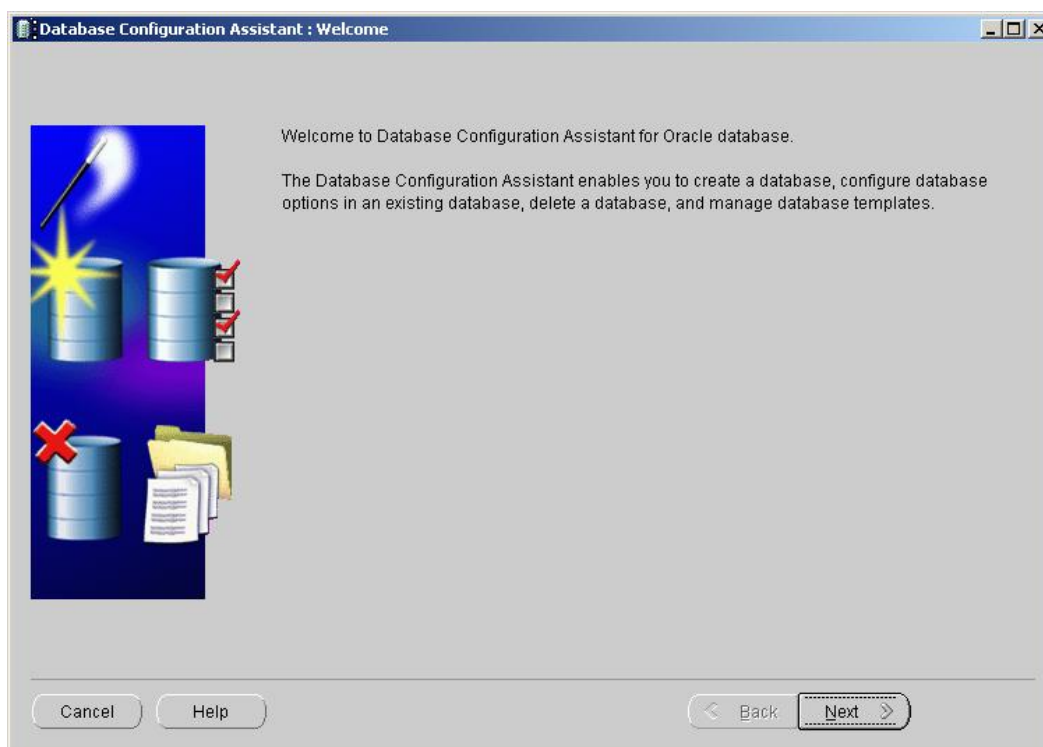 Database Configuration Assistant : Welcome
Welcome to Database Configuration Assistant for Oracle database.
The Database Configuration Assistant enables you to create a database, configure database
options in an existing database, delete a database, and manage database templates.
Cancel
Help
Back
Next